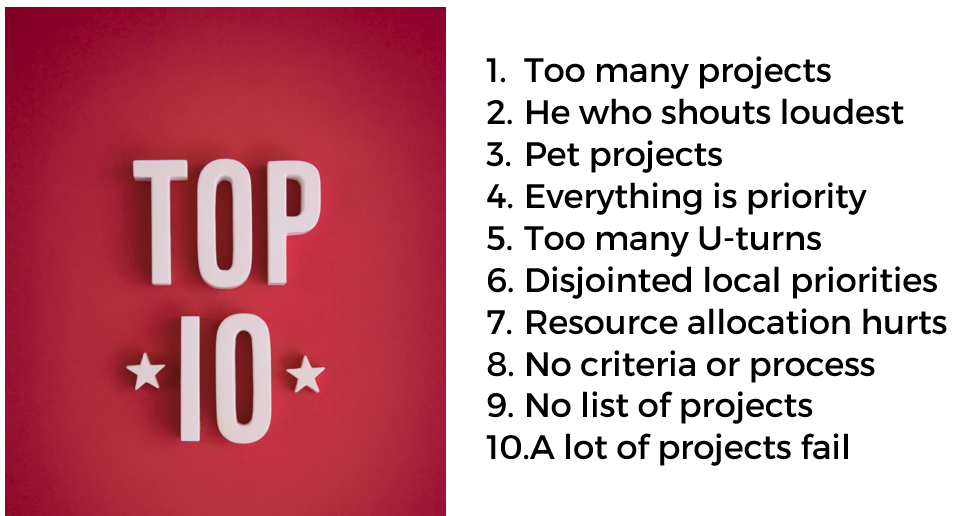 TOP
10
1. Too many projects
2. He who shouts loudest
3. Pet projects
4. Everything is priority
5. Too many U-turns
6. Disjointed local priorities
7. Resource allocation hurts
8. No criteria or process
9. No list of projects
10.A lot of projects fail